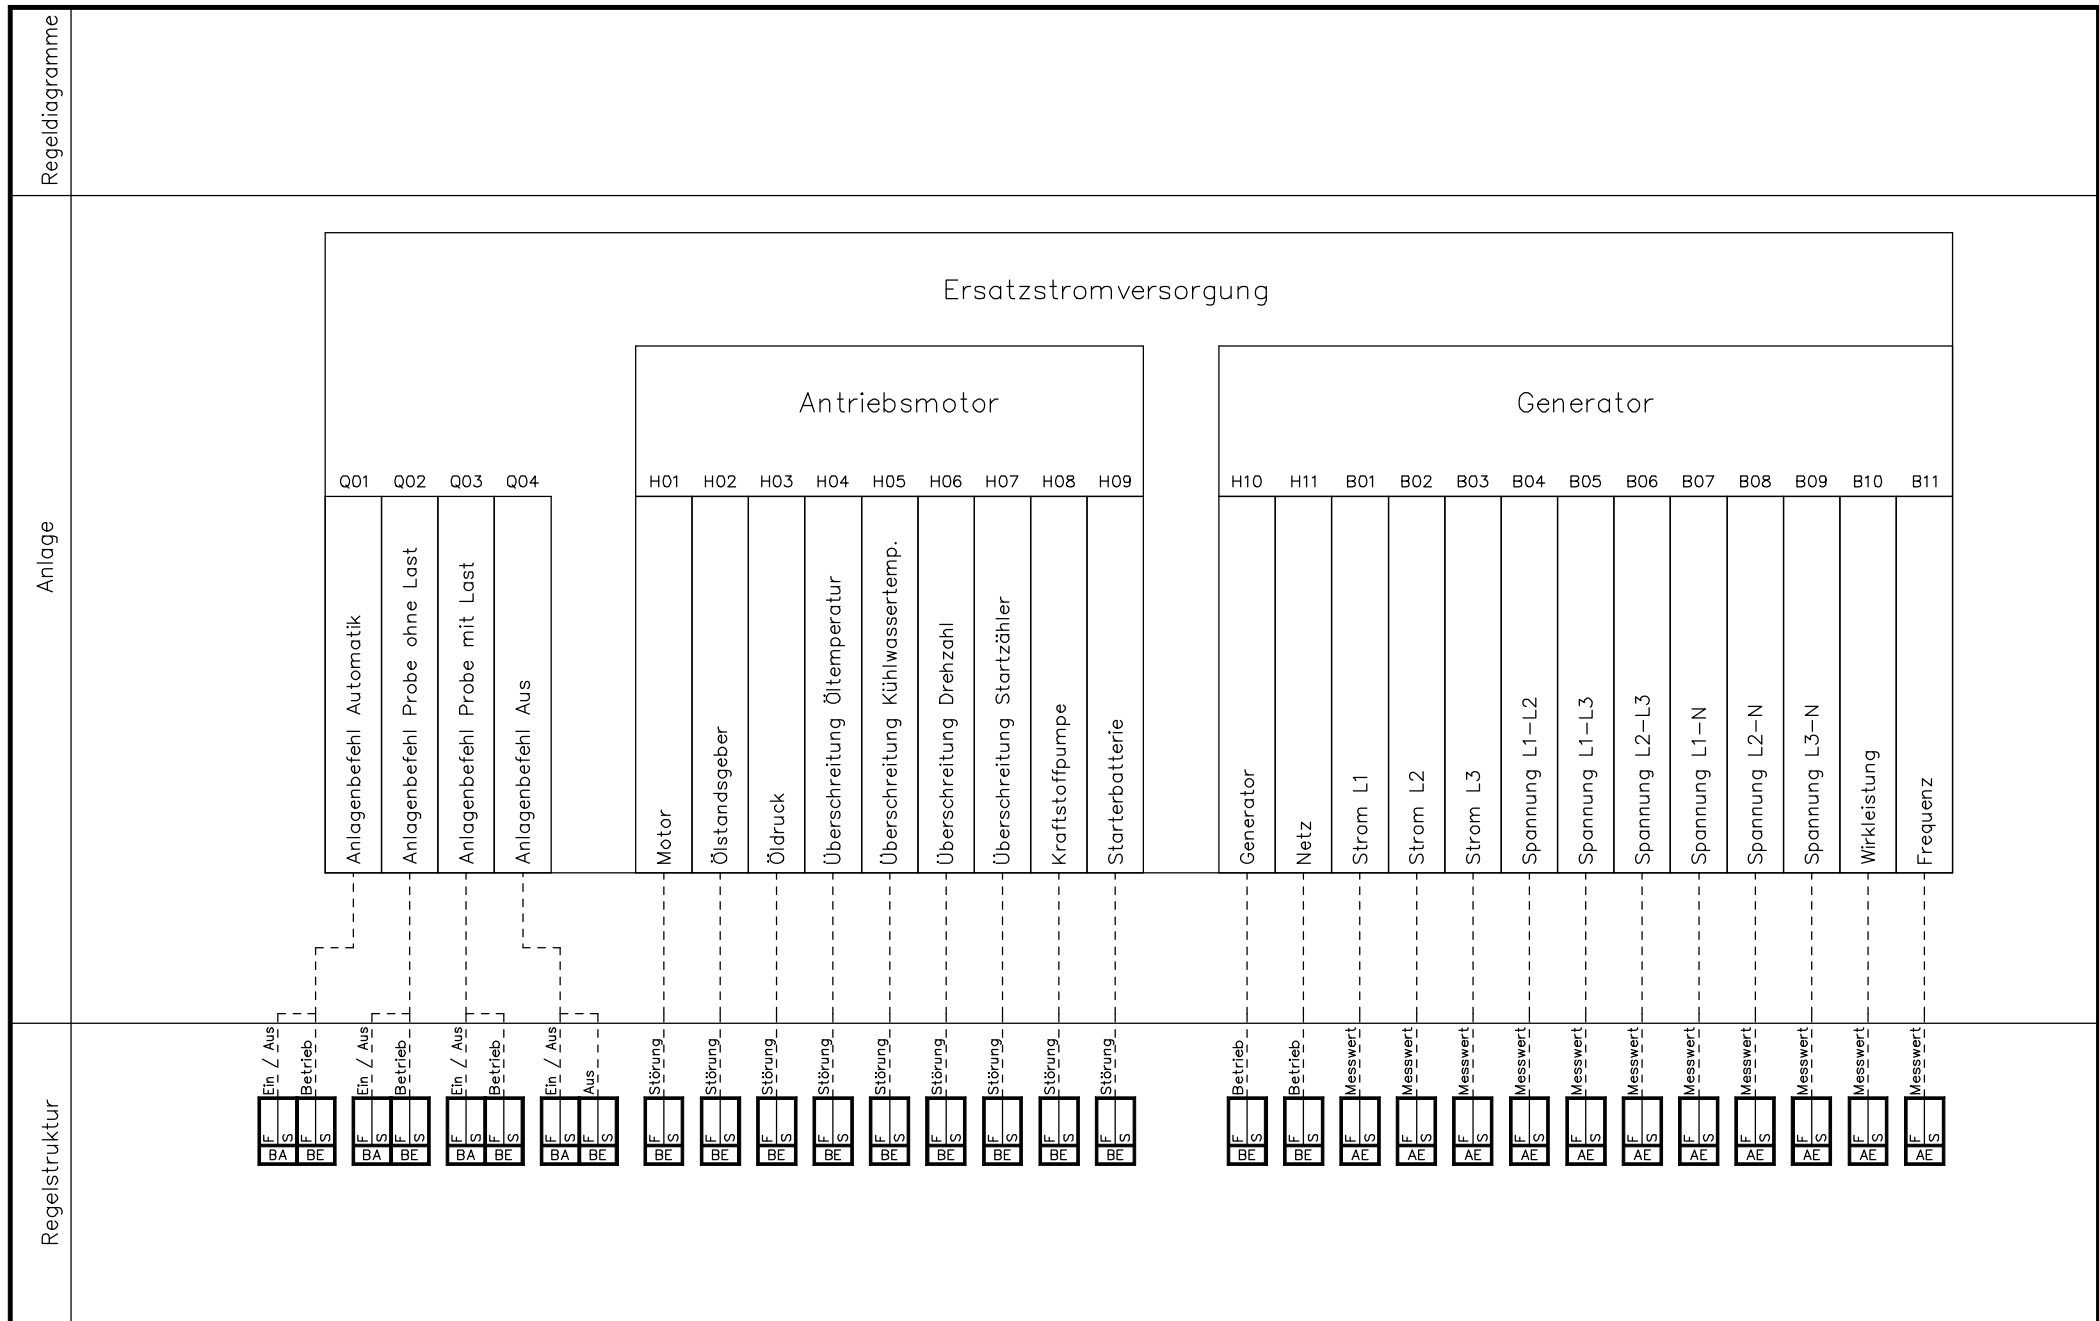 Regeldiagramme
Anlage
Ersatzstromversorgung
Antriebsmotor
Generator
Q01 Q02 Q03 Q04 H01 H02 H03 H04 H05 H06 H07 H08 H09 H10 H11 B01 B02 B03 B04 B05 B06 B07 B08 B09 B10 B11
Anlagenbefehl Automatik
Anlagenbefehl Probe ohne Last
Anlagenbefehl Probe mit Last
Anlagenbefehl Aus
Motor
Ölstandsgeber
Öldruck
Überschreitung Öltemperatur
Überschreitung Kühlwassertemp.
Überschreitung Drehzahl
Überschreitung Startzähler
Kraftstoffpumpe
Starterbatterie
Generator
Netz
Strom L1
Strom L2
Strom L3
Spannung L1-L2
Spannung L1-L3
Spannung L2-L3
Spannung L1-N
Spannung L2-N
Spannung L3-N
Wirkleistung
Frequenz
Regelstruktur
Ein / Aus
Betrieb
Ein / Aus
Betrieb
Ein / Aus
Betrieb
Ein / Aus
Aus
Störung
Störung
Störung
Störung
Störung
Störung
Störung
Störung
Störung
Betrieb
Betrieb
Messwert
Messwert
Messwert
Messwert
Messwert
Messwert
Messwert
Messwert
Messwert
Messwert
Messwert
F S F S F S F S F S F S F S F S F S F S F S F S F S F S F S F S F S F S F S F S F S F S F S F S F S F S F S F S F S F S
BA BE BA BE BA BE BA BE BE BE BE BE BE BE BE BE BE BE BE AE AE AE AE AE AE AE AE AE AE AE